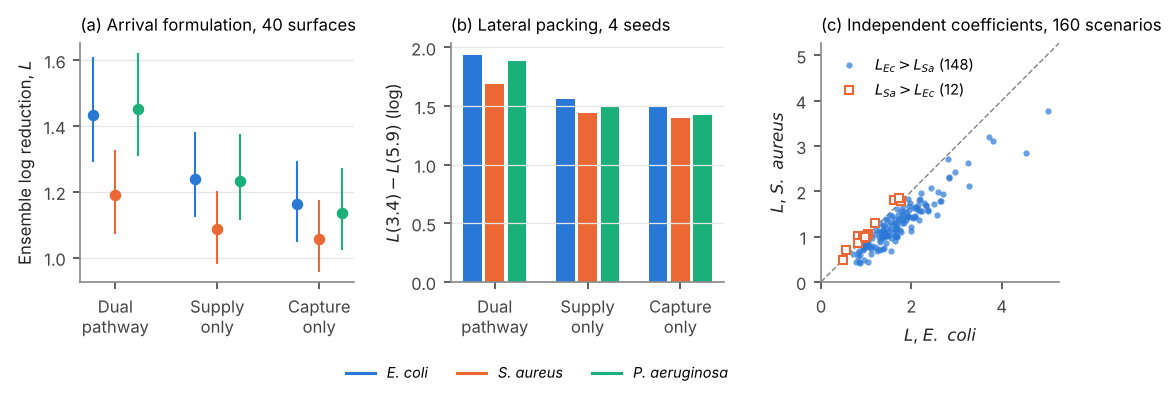 (a) Arrival formulation, 40 surfaces
Ensemble log reduction, L
1.6
1.4
1.2
1.0
Dual pathway
Supply only
Capture only
(b) Lateral packing, 4 seeds
L(3.4) − L(5.9) (log)
2.0
1.5
1.0
0.5
0.0
Dual pathway
Supply only
Capture only
(c) Independent coefficients, 160 scenarios
L, S. aureus
5
4
3
2
1
0
L_Ec > L_Sa (148)
L_Sa > L_Ec (12)
0
2
4
L, E. coli
E. coli
S. aureus
P. aeruginosa